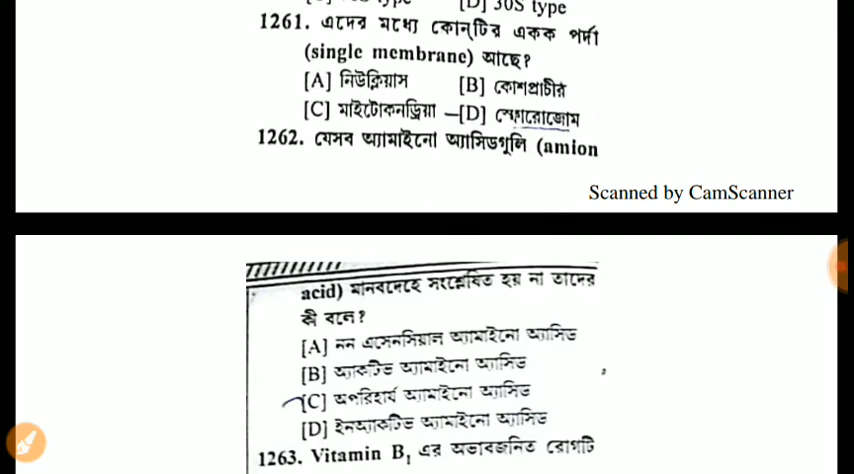 [D] 30S type
1261. এদের মধ্যে কোন্‌টির একক পর্দা
(single membrane) আছে?
[A] নিউক্লিয়াস [B] কোশপ্রাচীর
[C] মাইটোকনড্রিয়া [D] স্ফেরোজোম
1262. যেসব অ্যামাইনো অ্যাসিডগুলি (amion
Scanned by CamScanner
acid) মানবদেহে সংশ্লেষিত হয় না তাদের
কী বলে?
[A] নন এসেনসিয়াল অ্যামাইনো অ্যাসিড
[B] অ্যাকটিভ অ্যামাইনো অ্যাসিড
[C] অপরিহার্য অ্যামাইনো অ্যাসিড
[D] ইনঅ্যাকটিভ অ্যামাইনো অ্যাসিড
1263. Vitamin B₁ এর অভাবজনিত রোগটি